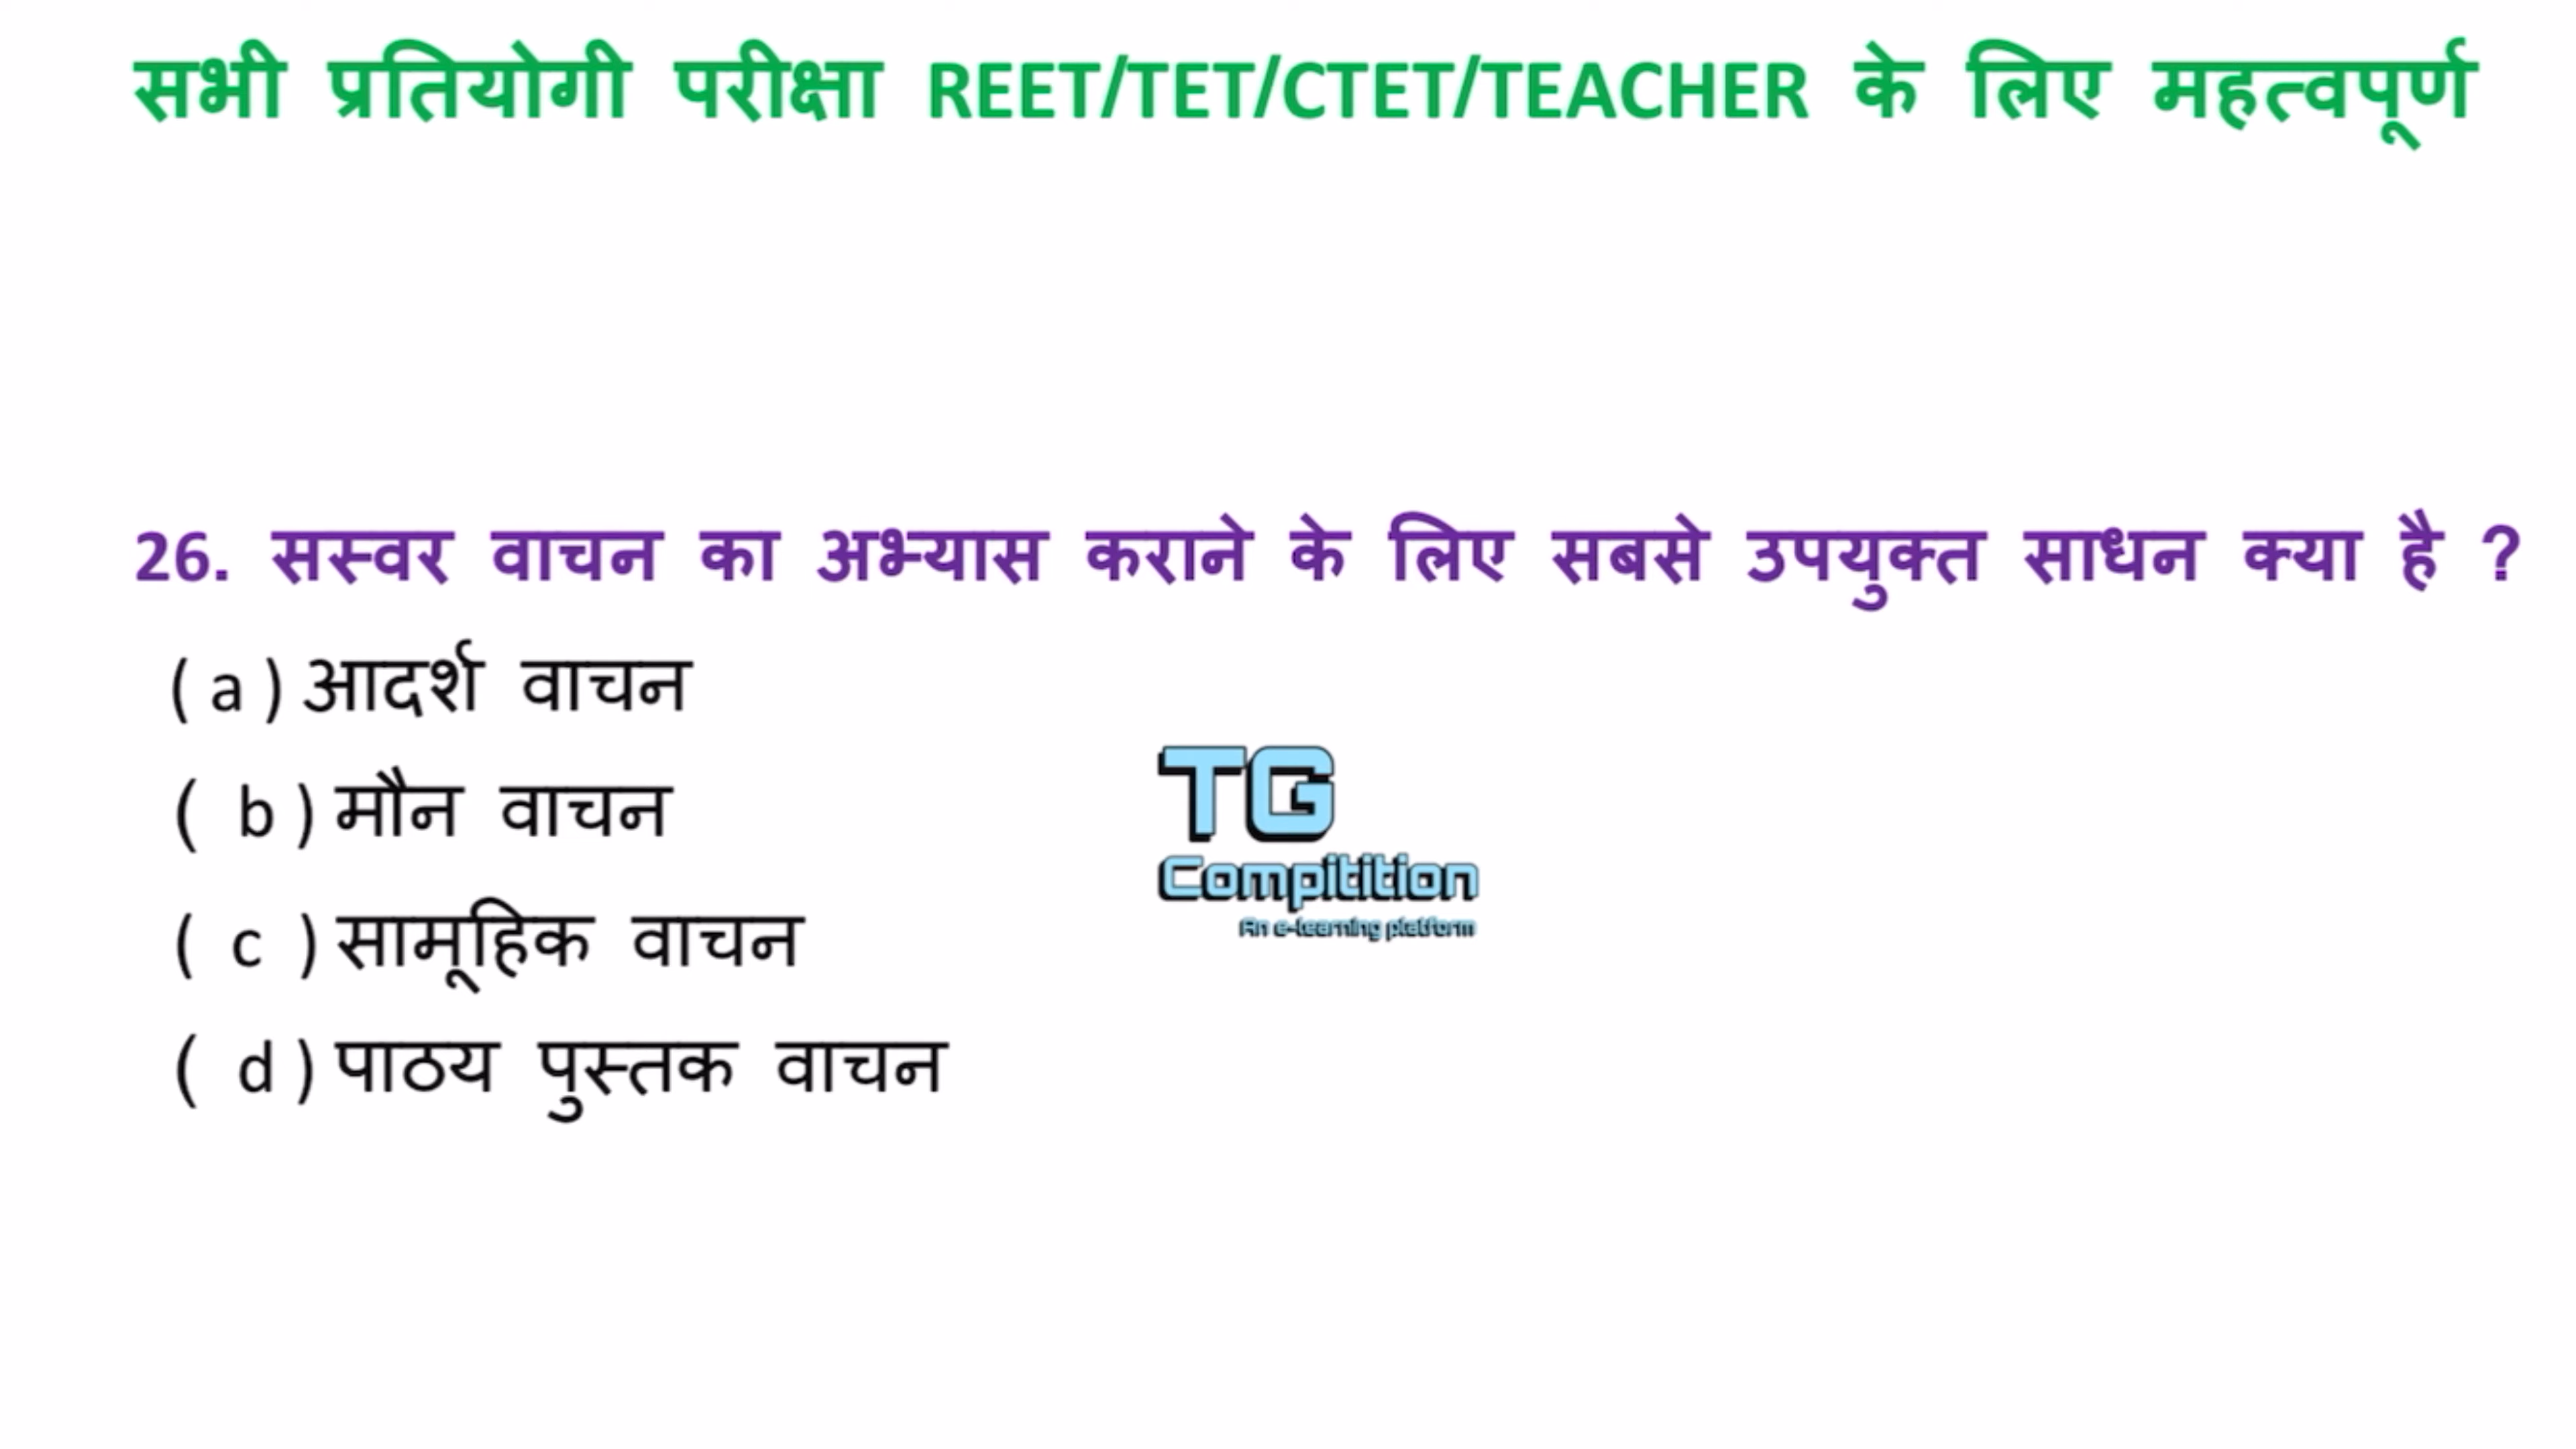 सभी प्रतियोगी परीक्षा REET/TET/CTET/TEACHER के लिए महत्वपूर्ण
26. सस्वर वाचन का अभ्यास कराने के लिए सबसे उपयुक्त साधन क्या है ?
( a ) आदर्श वाचन
( b ) मौन वाचन
( c ) सामूहिक वाचन
( d ) पाठय पुस्तक वाचन
TG
Compitition
An e-learning platform